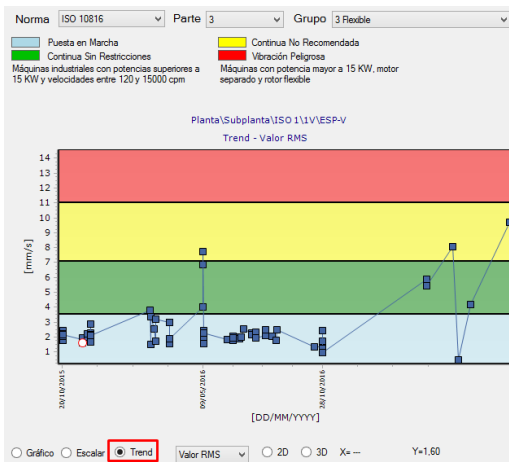 Norma ISO 10816 Parte 3 Grupo 3 Flexible
Puesta en Marcha
Continua Sin Restricciones
Máquinas industriales con potencias superiores a
15 KW y velocidades entre 120 y 15000 cpm
Continua No Recomendada
Vibración Peligrosa
Máquinas con potencia mayor a 15 KW, motor
separado y rotor flexible
Planta\Subplanta\ISO 1\1V\ESP-V
Trend - Valor RMS
[mm/s]
14
13
12
11
10
9
8
7
6
5
4
3
2
1
20/10/2015
09/05/2016
28/10/2016
[DD/MM/YYYY]
Gráfico Escalar Trend Valor RMS 2D 3D X= --- Y=1,60